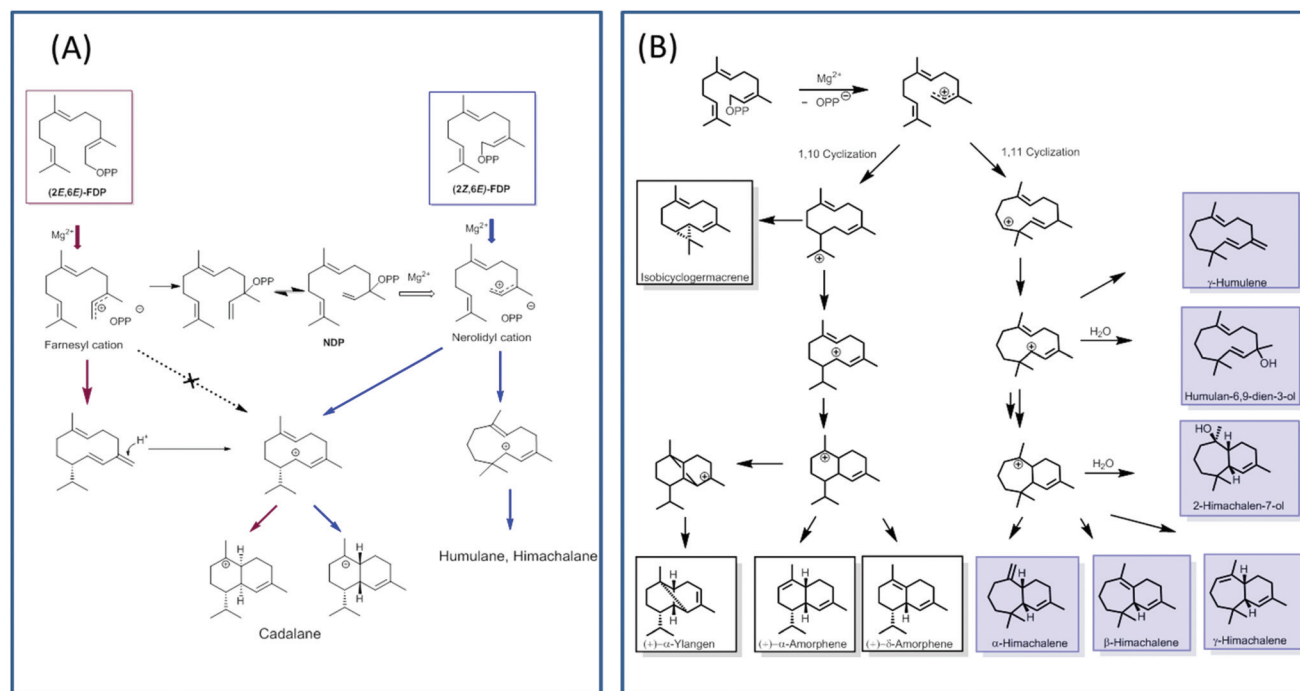 (A)
OPP
(2E,6E)-FDP
OPP
(2Z,6E)-FDP
Mg2+
Mg2+
OPP
OPP
Mg2+
OPP
OPP
Farnesyl cation
NDP
Nerolidyl cation
H+
H
H
H
H
Humulane, Himachalane
Cadalane
(B)
OPP
Mg2+
− OPP
1,10 Cyclization
1,11 Cyclization
Isobicyclogermacrene
γ-Humulene
H2O
OH
Humulan-6,9-dien-3-ol
HO
H
H2O
H
2-Himachalen-7-ol
H
H
(+)-α-Ylangen
H
H
(+)-α-Amorphene
H
(+)-δ-Amorphene
H
H
α-Himachalene
H
β-Himachalene
H
H
γ-Himachalene